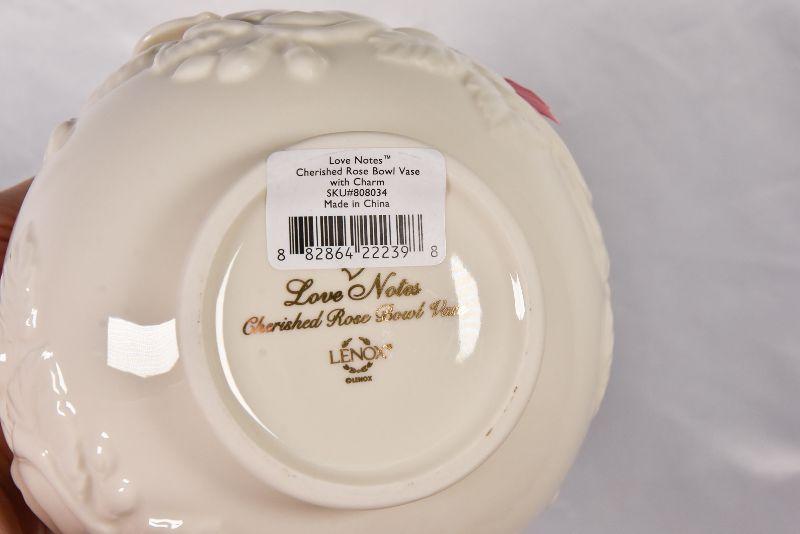 Love Notes™
Cherished Rose Bowl Vase
with Charm
SKU#808034
Made in China
8 82864 22239 8
Love Notes
Cherished Rose Bowl Vase
LENOX®
©LENOX